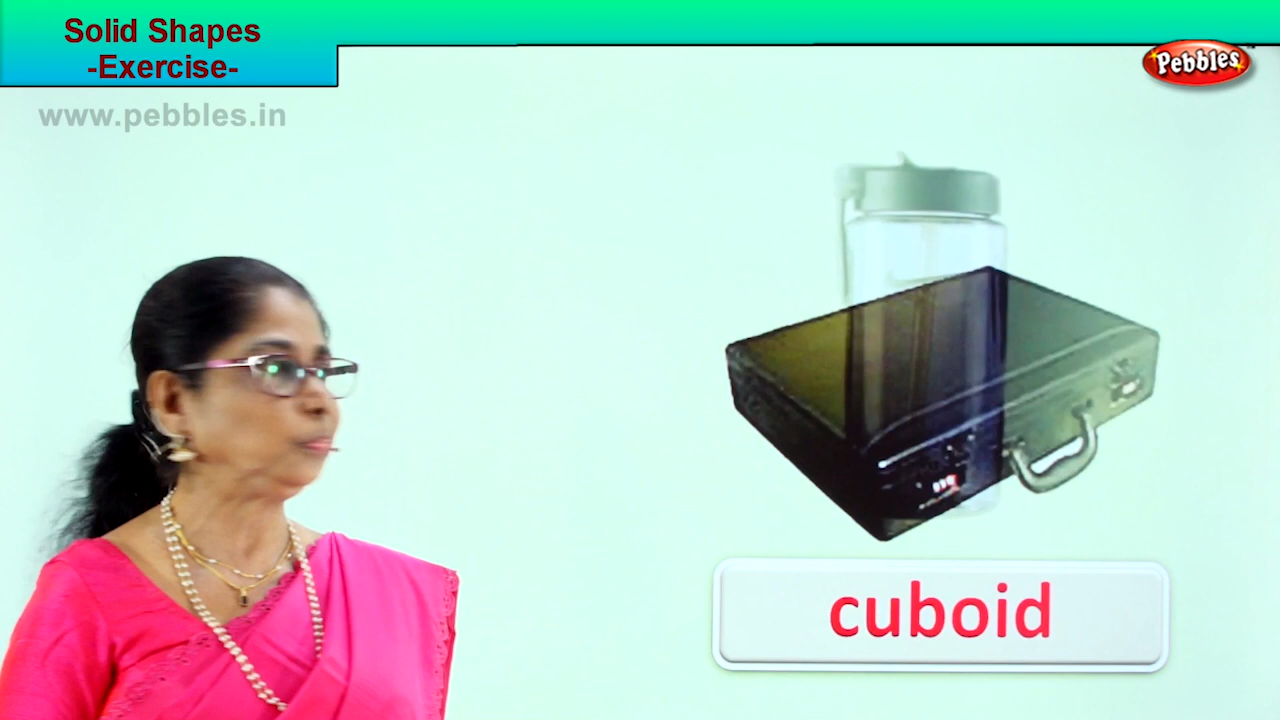 Solid Shapes
-Exercise-
Pebbles
www.pebbles.in
cuboid